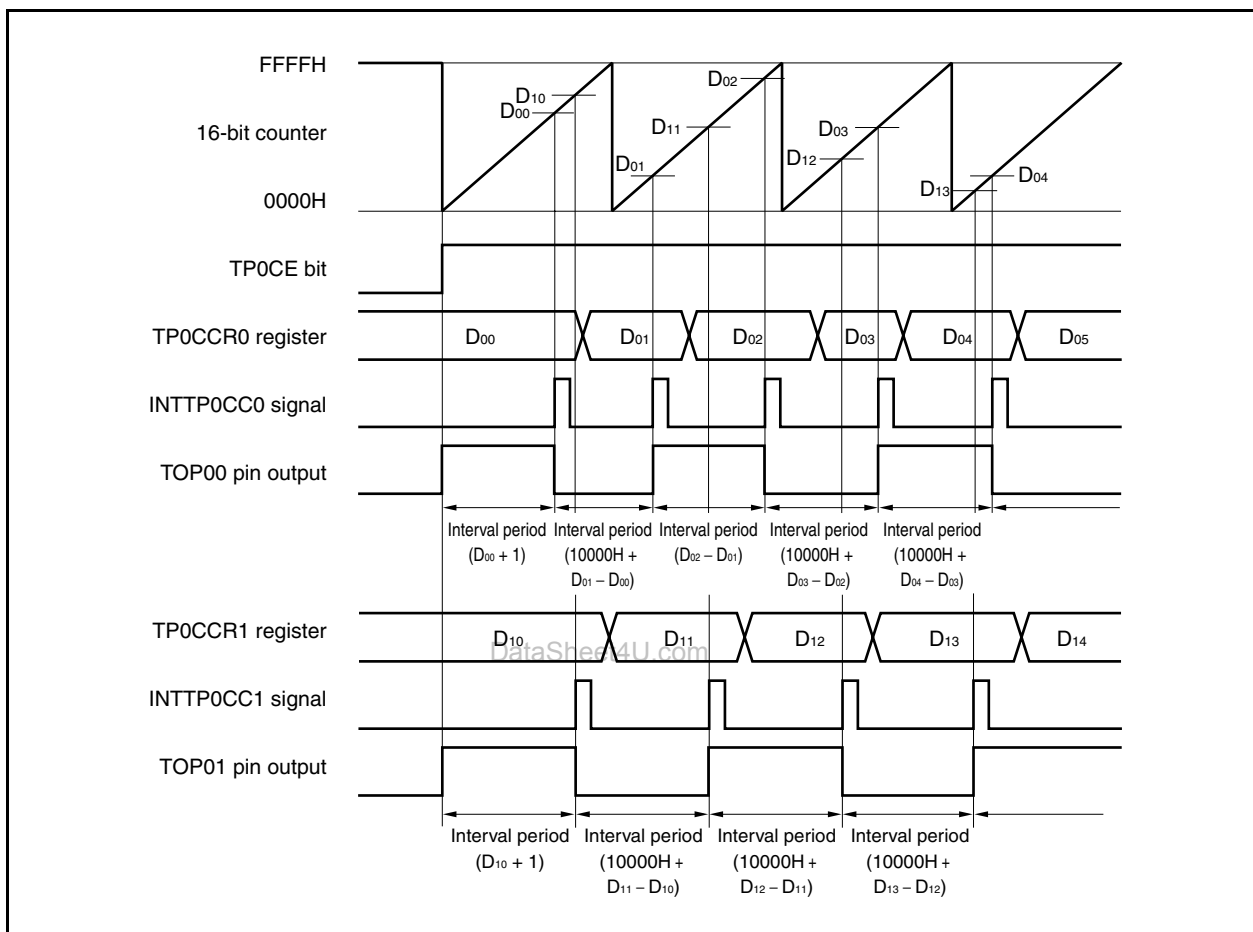 FFFFH
16-bit counter
0000H
D10
D00
D01
D11
D02
D12
D03
D13
D04
TP0CE bit
TP0CCR0 register
D00
D01
D02
D03
D04
D05
INTTP0CC0 signal
TOP00 pin output
Interval period
(D00 + 1)
Interval period
(10000H +
D01 – D00)
Interval period
(D02 – D01)
Interval period
(10000H +
D03 – D02)
Interval period
(10000H +
D04 – D03)
TP0CCR1 register
D10
D11
D12
D13
D14
DataSheet4U.com
INTTP0CC1 signal
TOP01 pin output
Interval period
(D10 + 1)
Interval period
(10000H +
D11 – D10)
Interval period
(10000H +
D12 – D11)
Interval period
(10000H +
D13 – D12)